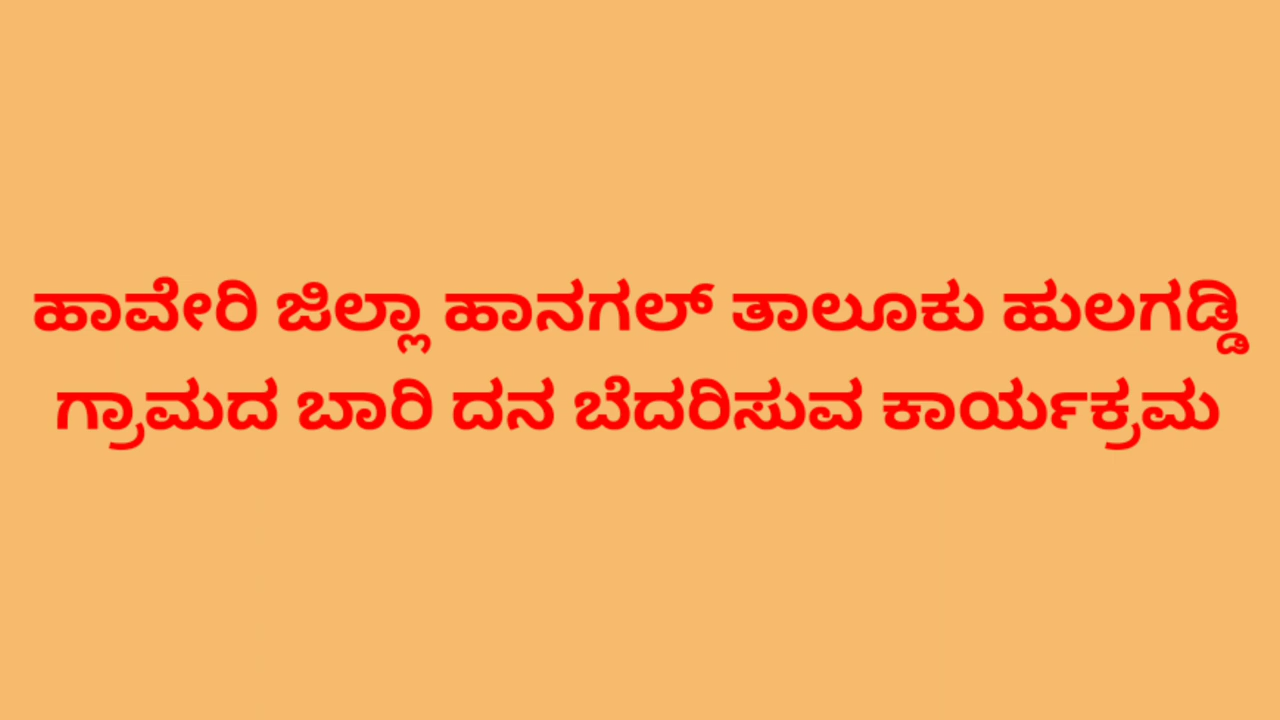 ಹಾವೇರಿ ಜಿಲ್ಲಾ ಹಾನಗಲ್ ತಾಲೂಕು ಹುಲಗಡ್ಡಿ
ಗ್ರಾಮದ ಬಾರಿ ದನ ಬೆದರಿಸುವ ಕಾರ್ಯಕ್ರಮ